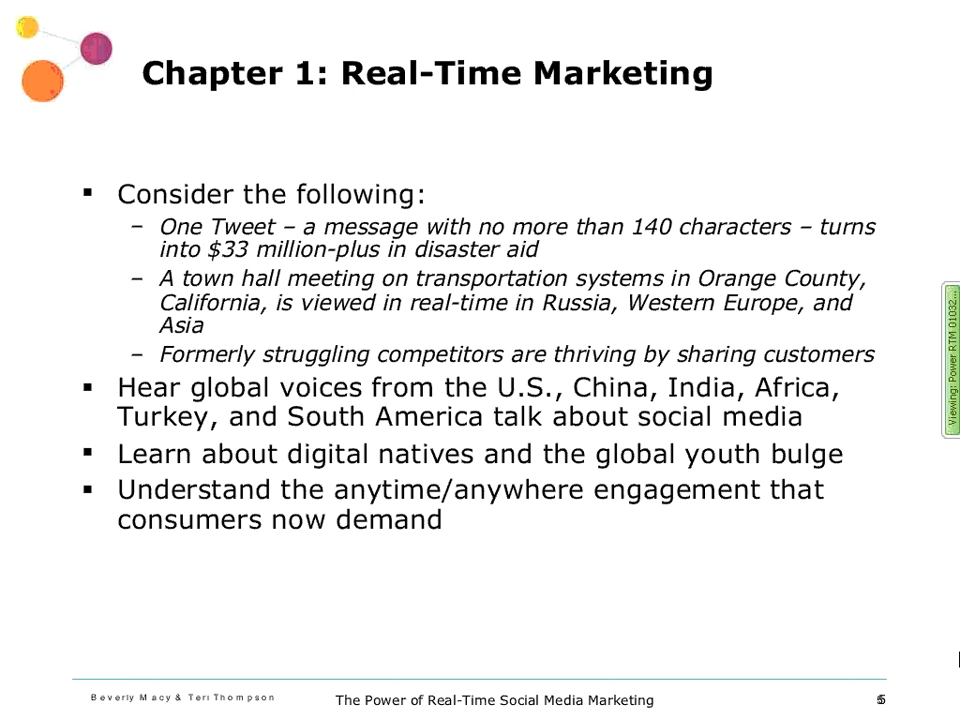 Chapter 1: Real-Time Marketing
▪ Consider the following:
– One Tweet – a message with no more than 140 characters – turns
into $33 million-plus in disaster aid
– A town hall meeting on transportation systems in Orange County,
California, is viewed in real-time in Russia, Western Europe, and
Asia
– Formerly struggling competitors are thriving by sharing customers
▪ Hear global voices from the U.S., China, India, Africa,
Turkey, and South America talk about social media
▪ Learn about digital natives and the global youth bulge
▪ Understand the anytime/anywhere engagement that
consumers now demand
Viewing: Power RTM 01032...
Beverly Macy & Teri Thompson
The Power of Real-Time Social Media Marketing